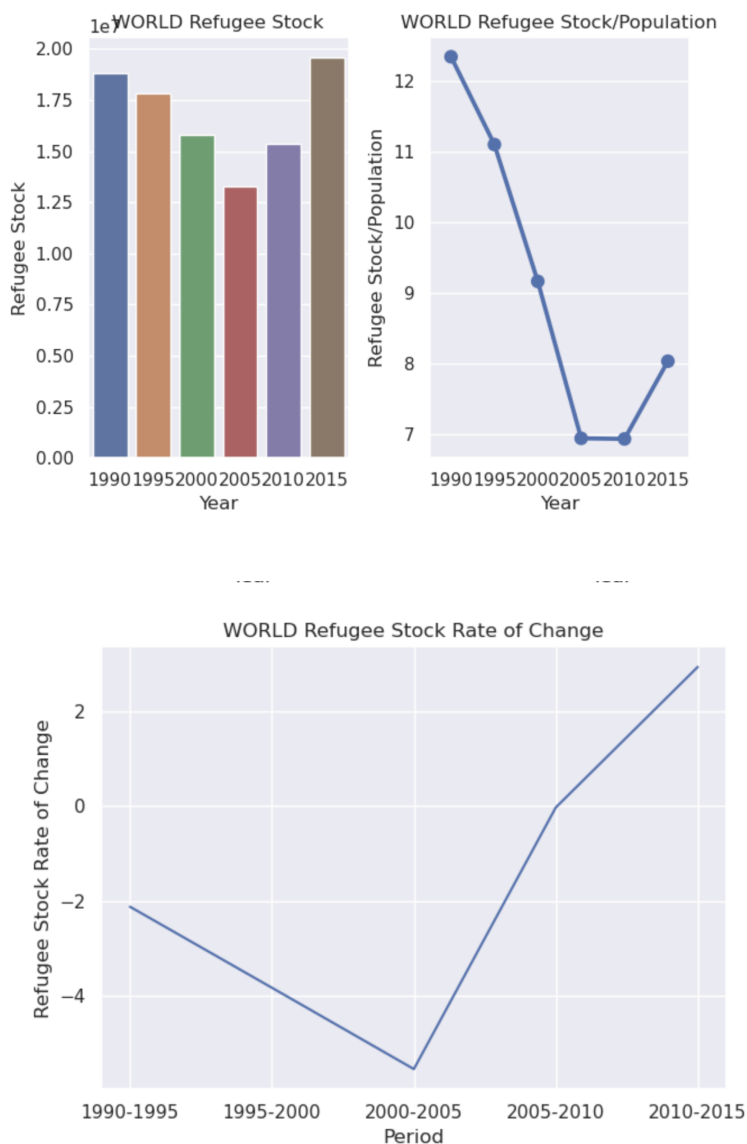 1e7
WORLD Refugee Stock
2.00
1.75
1.50
1.25
1.00
0.75
0.50
0.25
0.00
Refugee Stock
1990 1995 2000 2005 2010 2015
Year
WORLD Refugee Stock/Population
12
11
10
9
8
7
Refugee Stock/Population
1990 1995 2000 2005 2010 2015
Year
WORLD Refugee Stock Rate of Change
2
0
−2
−4
Refugee Stock Rate of Change
1990-1995 1995-2000 2000-2005 2005-2010 2010-2015
Period